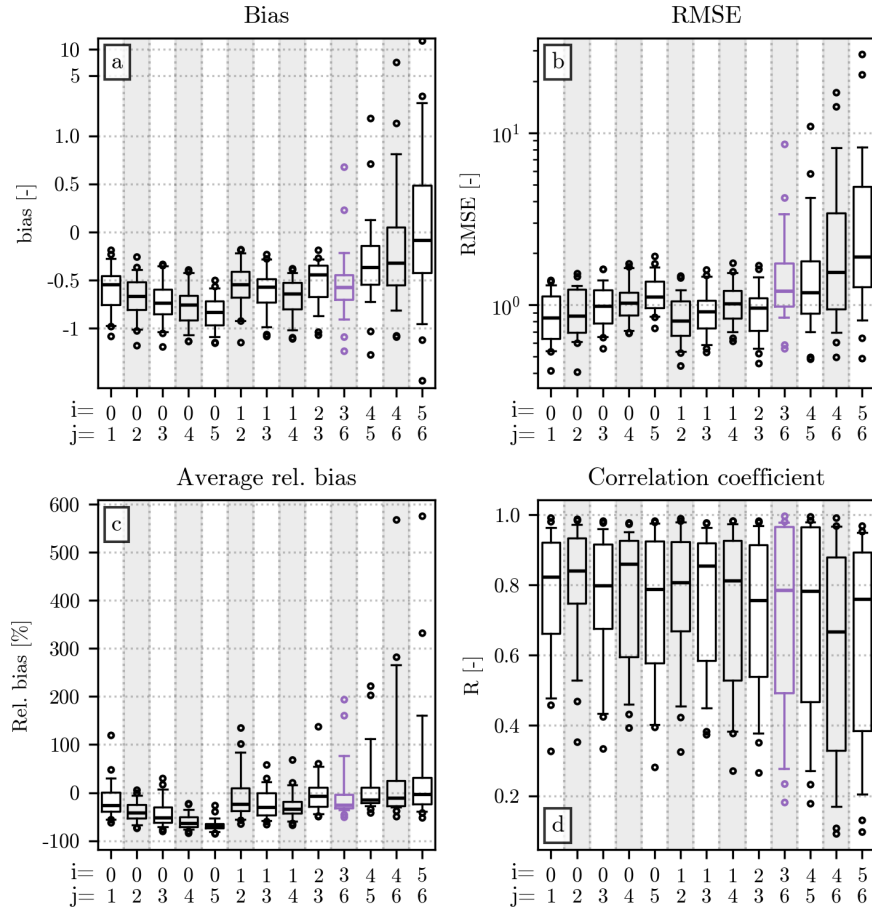 Bias
RMSE
a
b
10
5
1.0
0.5
0
-0.5
-1
bias [-]
10¹
10⁰
RMSE [-]
i= 0 0 0 0 0 1 1 1 2 3 4 4 5
j= 1 2 3 4 5 2 3 4 3 6 5 6 6
0 0 0 0 0 1 1 1 2 3 4 4 5
1 2 3 4 5 2 3 4 3 6 5 6 6
Average rel. bias
Correlation coefficient
c
600
500
400
300
200
100
0
-100
Rel. bias [%]
1.0
0.8
0.6
0.4
0.2
R [-]
d
i= 0 0 0 0 0 1 1 1 2 3 4 4 5
j= 1 2 3 4 5 2 3 4 3 6 5 6 6
i= 0 0 0 0 0 1 1 1 2 3 4 4 5
j= 1 2 3 4 5 2 3 4 3 6 5 6 6